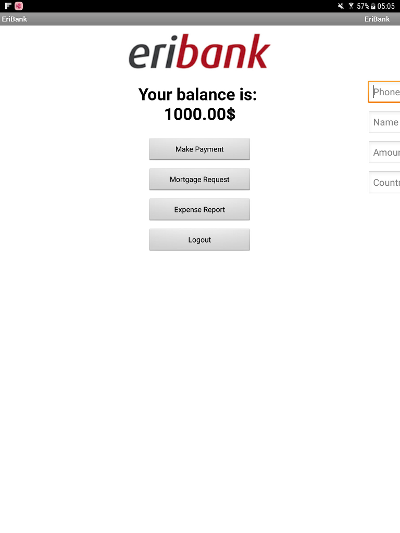 57% 05:05
EriBank
EriBank
eribank
Your balance is:
1000.00$
Make Payment
Mortgage Request
Expense Report
Logout
Phone
Name
Amour
Countr